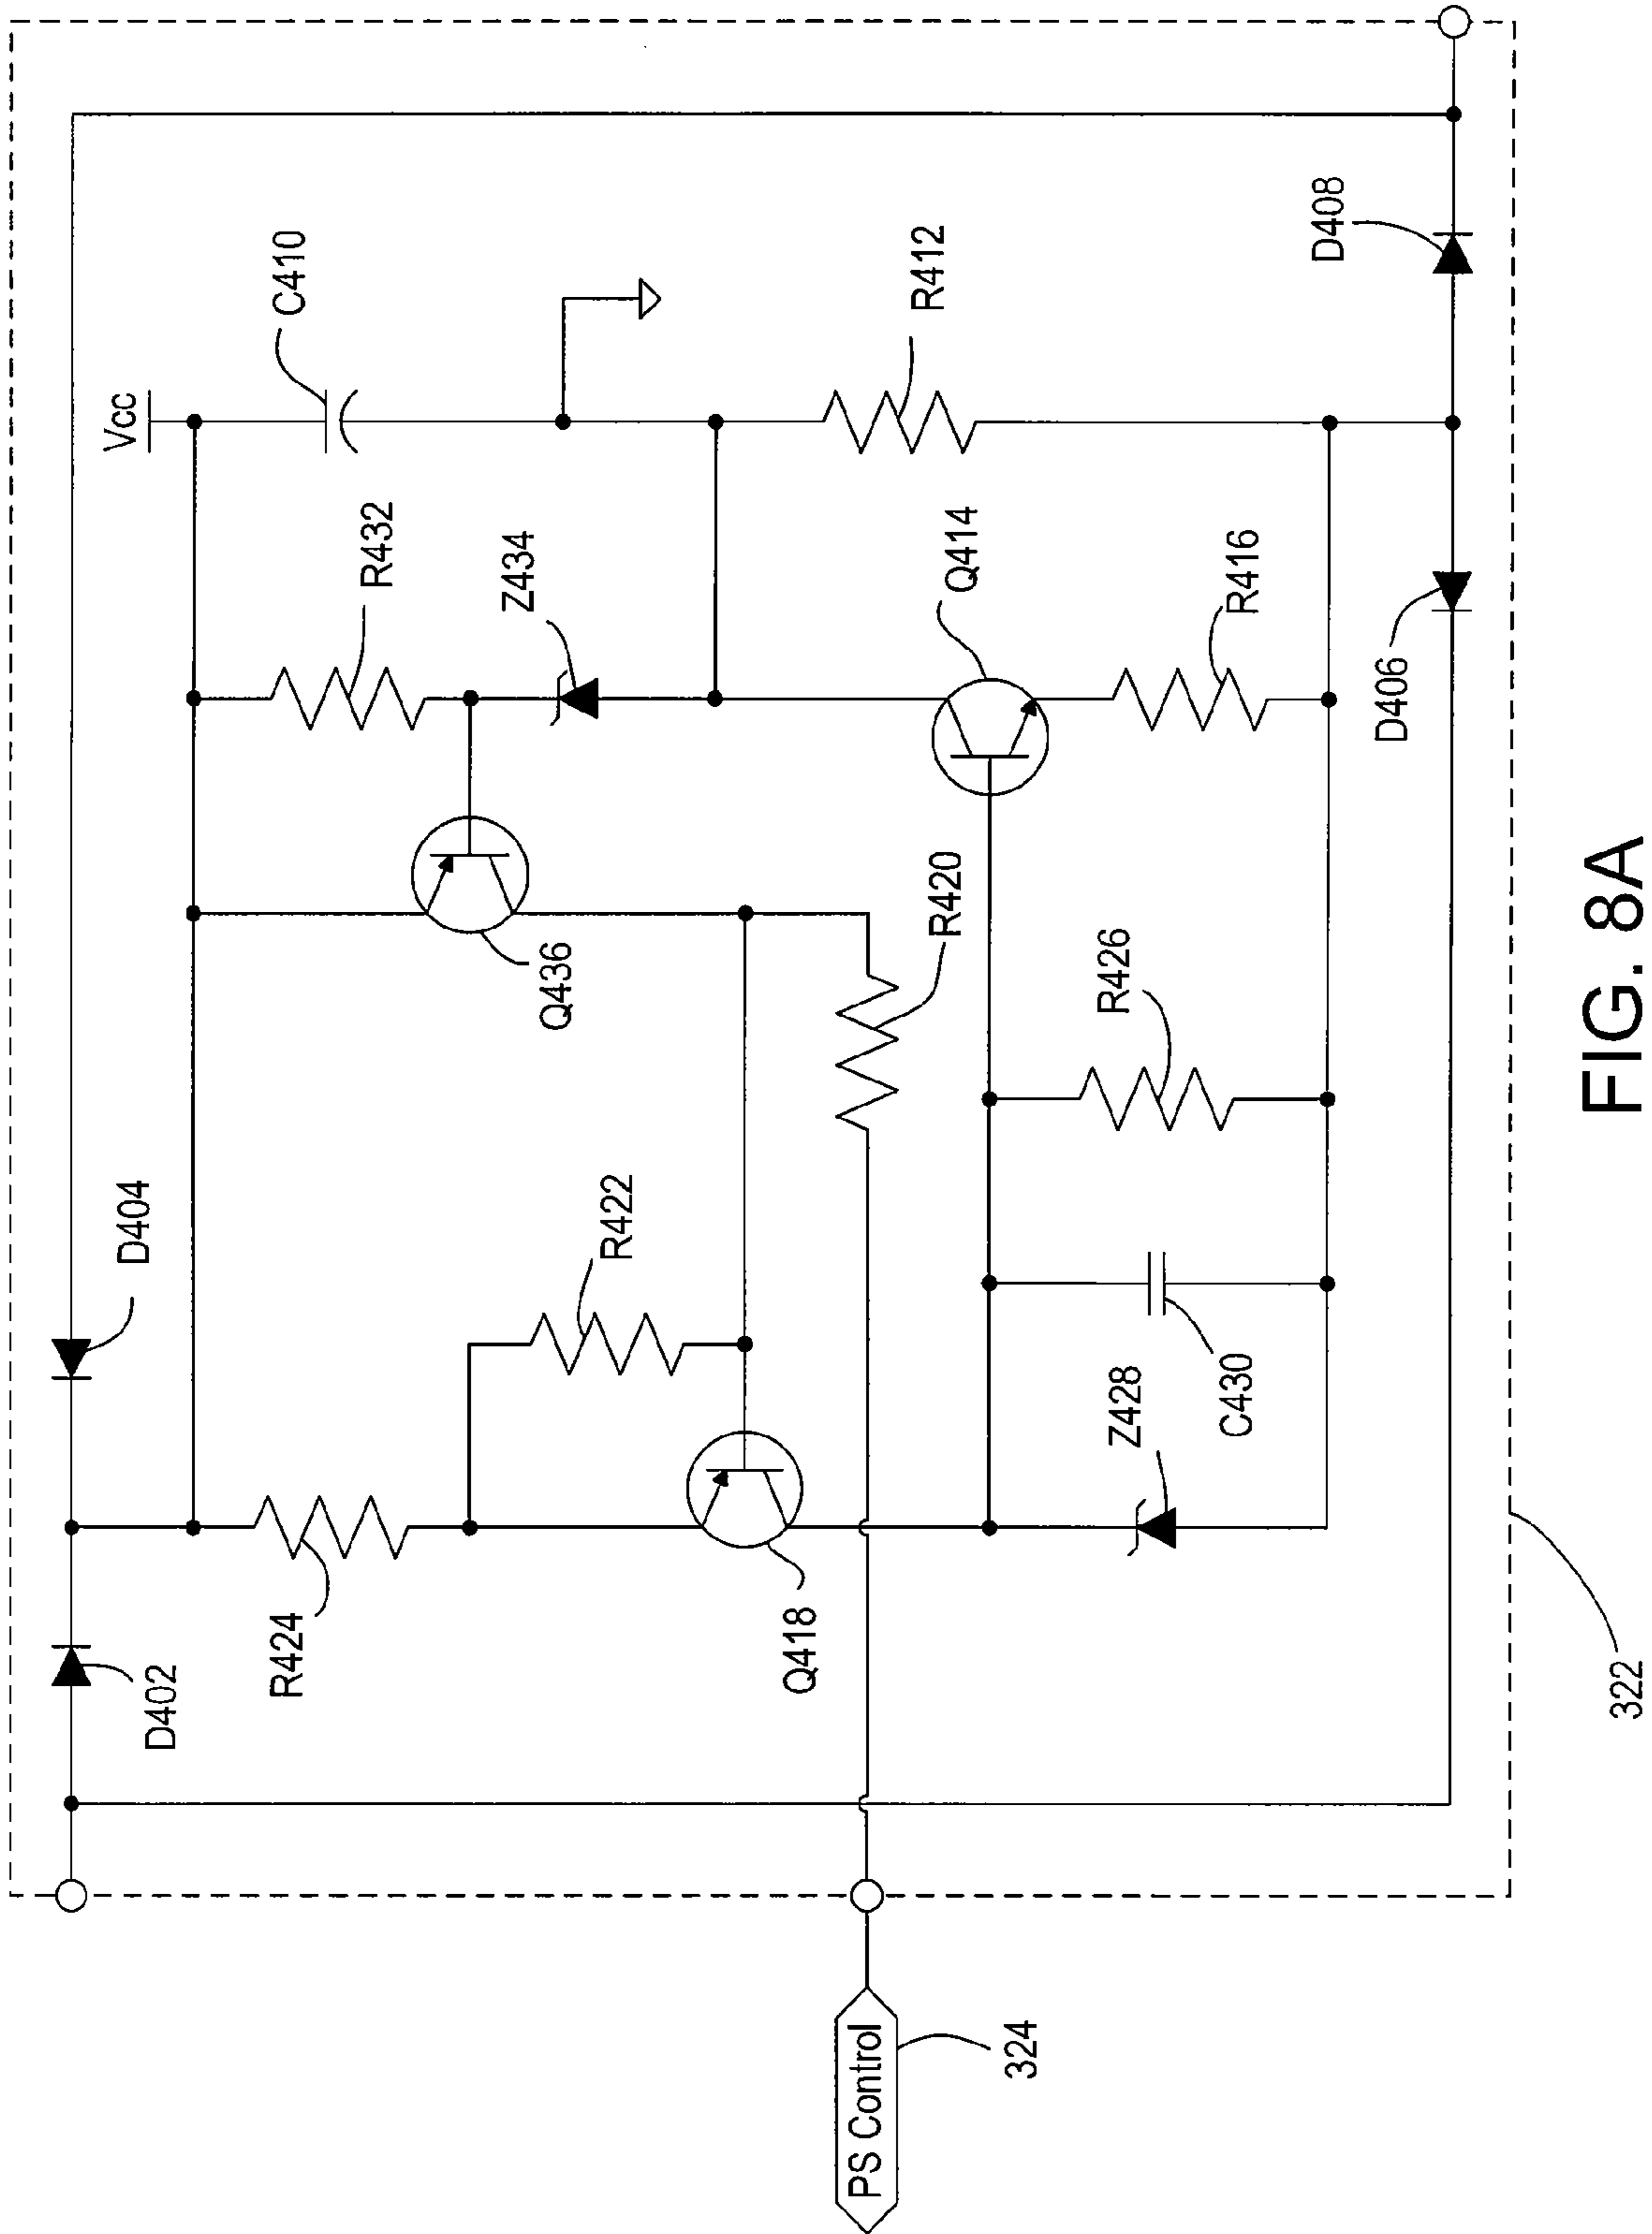 Vcc
C410
R432
Z434
D404
R424
D402
R422
Q436
Q418
R420
Q414
R412
R416
R426
Z428
C430
D406
D408
PS Control
324
322
FIG. 8A